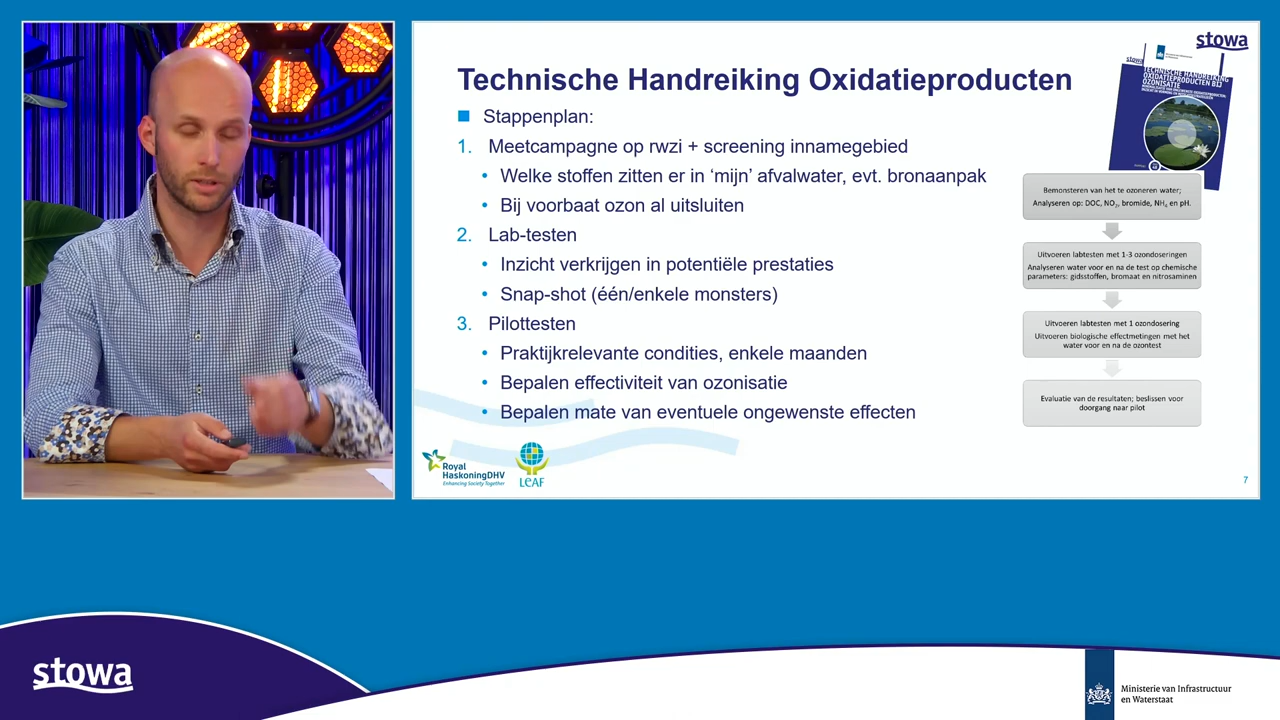 stowa
Technische Handreiking Oxidatieproducten
Stappenplan:
1. Meetcampagne op rwzi + screening innamegebied
• Welke stoffen zitten er in ‘mijn’ afvalwater, evt. bronaanpak
• Bij voorbaat ozon al uitsluiten
2. Lab-testen
• Inzicht verkrijgen in potentiële prestaties
• Snap-shot (één/enkele monsters)
3. Pilottesten
• Praktijkrelevante condities, enkele maanden
• Bepalen effectiviteit van ozonisatie
• Bepalen mate van eventuele ongewenste effecten
stowa
TECHNISCHE HANDREIKING
OXIDATIEPRODUCTEN BIJ
OZONISATIE
Bemonsteren van het te ozoneren water;
Analyseren op: DOC, NO₂, bromide, NH₄ en pH.
Uitvoeren labtesten met 1-3 ozondoseringen
Analyseren water voor en na de test op chemische
parameters: gidsstoffen, bromaat en nitrosaminen
Uitvoeren labtesten met 1 ozondosering
Uitvoeren biologische effectmetingen met het
water voor en na de ozontest
Evaluatie van de resultaten; beslissen voor
doorgang naar pilot
Royal
HaskoningDHV
Enhancing Society Together
LeAF
7
stowa
Ministerie van Infrastructuur
en Waterstaat